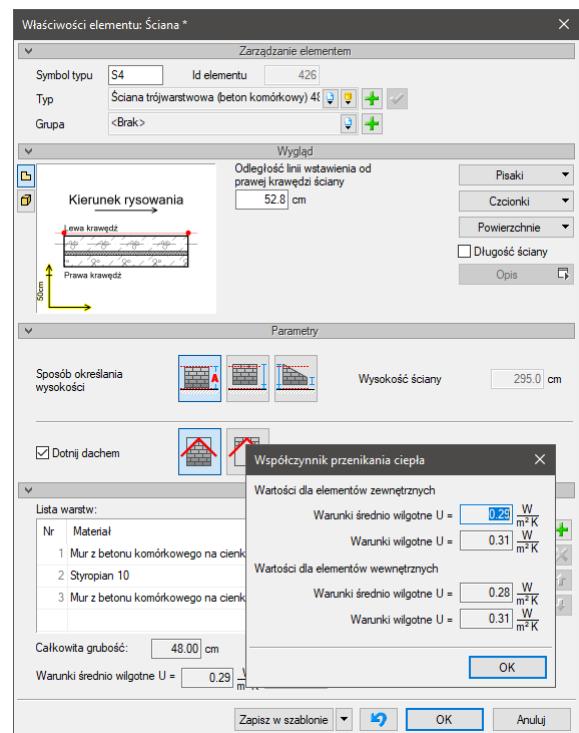 Właściwości elementu: Ściana *
Zarządzanie elementem
Symbol typu S4 Id elementu 426
Typ Ściana trójwarstwowa (beton komórkowy) 48
Grupa <Brak>
Wygląd
Kierunek rysowania
Lewa krawędź
Prawa krawędź
50cm
Odległość linii wstawienia od
prawej krawędzi ściany
52.8 cm
Pisaki
Czcionki
Powierzchnie
Długość ściany
Opis
Parametry
Sposób określania
wysokości
A
Wysokość ściany 295.0 cm
Dotnij dachem
Współczynnik przenikania ciepła
Wartości dla elementów zewnętrznych
Warunki średnio wilgotne U = 0.29 W
m² K
Warunki wilgotne U = 0.31 W
m² K
Wartości dla elementów wewnętrznych
Warunki średnio wilgotne U = 0.28 W
m² K
Warunki wilgotne U = 0.31 W
m² K
OK
Lista warstw:
Nr Materiał
1 Mur z betonu komórkowego na cienk
2 Styropian 10
3 Mur z betonu komórkowego na cienk
Całkowita grubość: 48.00 cm
Warunki średnio wilgotne U = 0.29
Zapisz w szablonie OK Anuluj